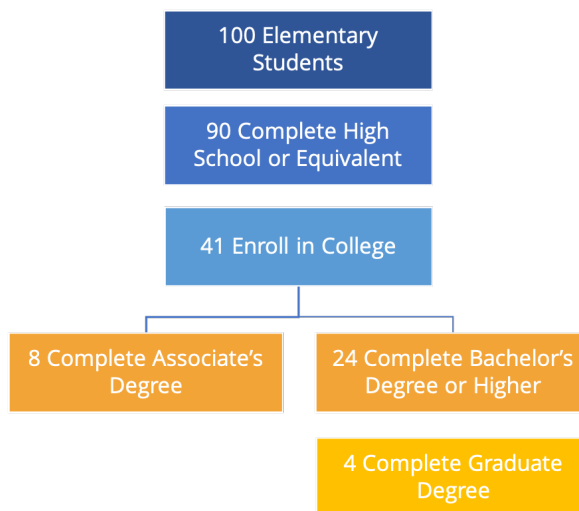 100 Elementary
Students
90 Complete High
School or Equivalent
41 Enroll in College
8 Complete Associate’s
Degree
24 Complete Bachelor’s
Degree or Higher
4 Complete Graduate
Degree